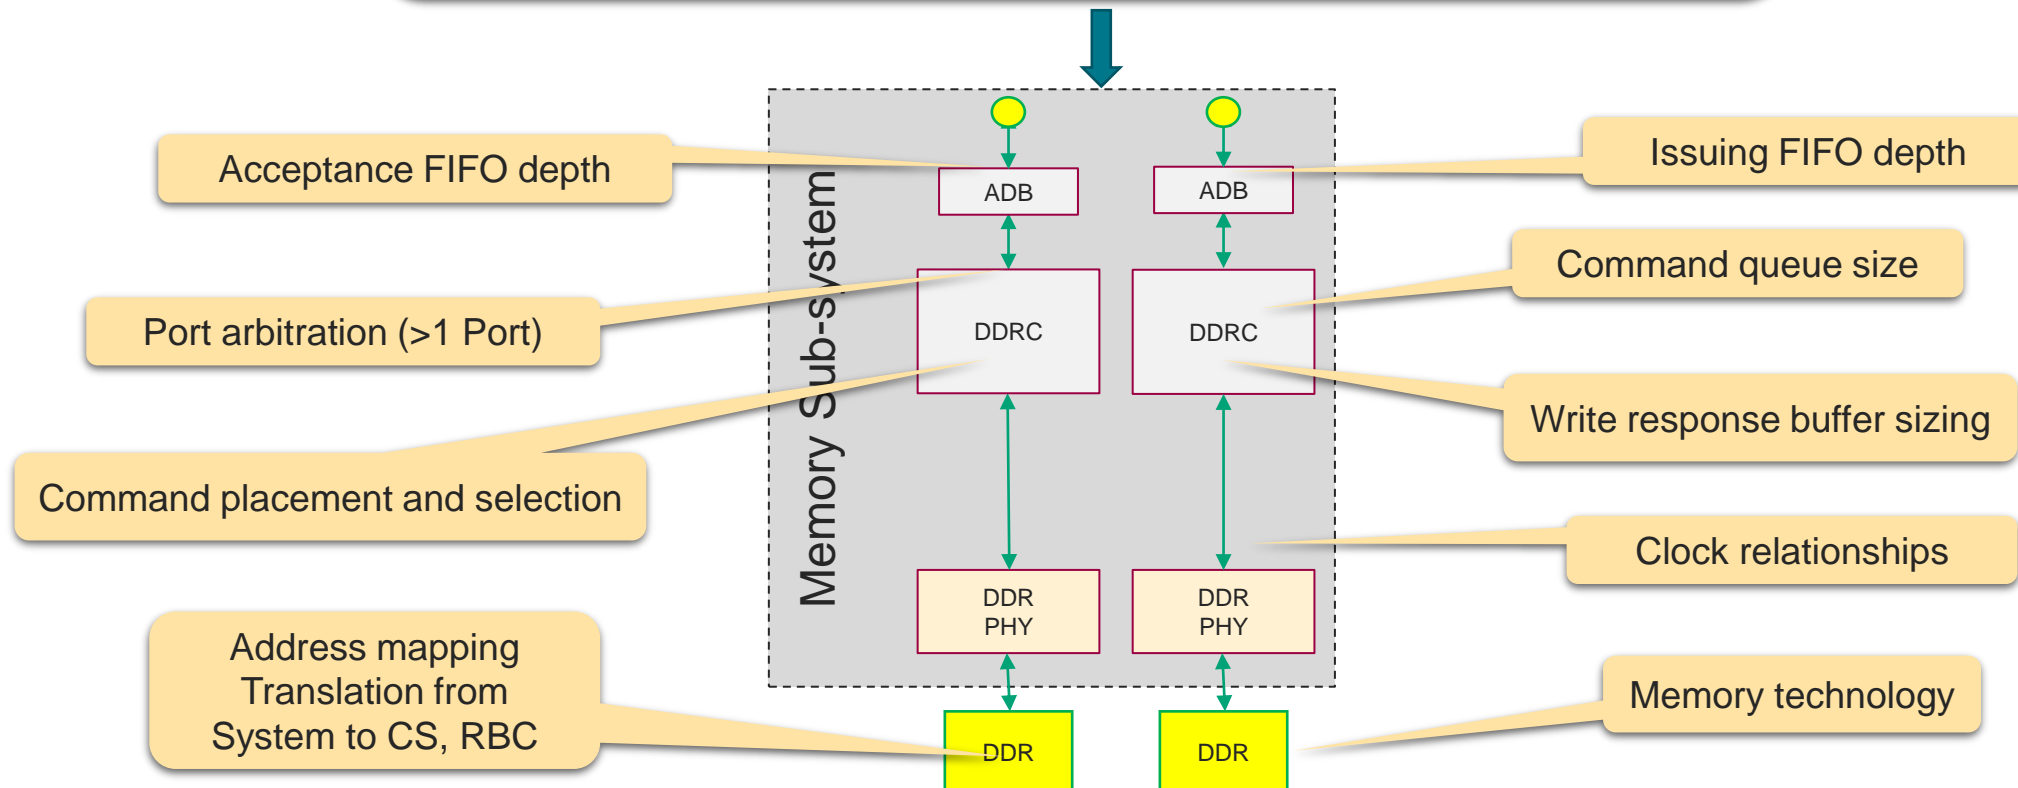 Acceptance FIFO depth
Issuing FIFO depth
ADB
ADB
Command queue size
Port arbitration (>1 Port)
DDRC
DDRC
Memory Sub-system
Write response buffer sizing
Command placement and selection
Clock relationships
DDR
PHY
DDR
PHY
Address mapping
Translation from
System to CS, RBC
Memory technology
DDR
DDR